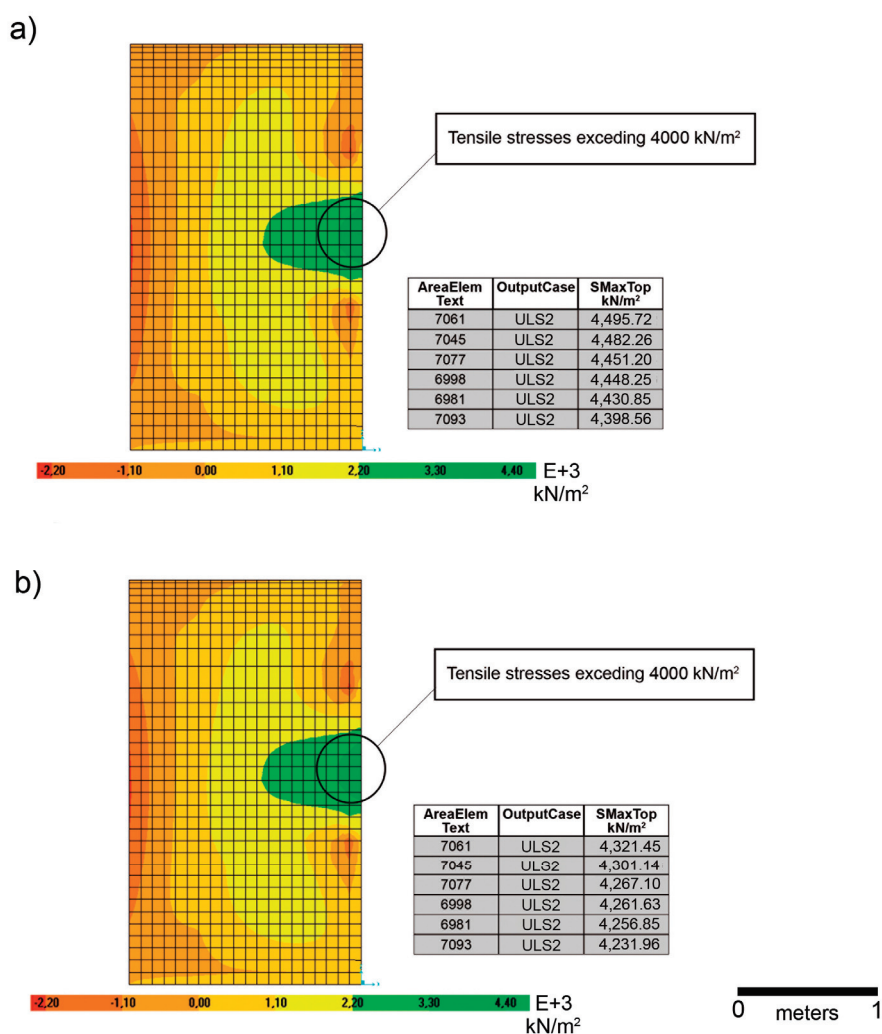 a)
Tensile stresses exceding 4000 kN/m²
AreaElem Text OutputCase SMaxTop kN/m²
7061 ULS2 4,495.72
7045 ULS2 4,482.26
7077 ULS2 4,451.20
6998 ULS2 4,448.25
6981 ULS2 4,430.85
7093 ULS2 4,398.56
-2,20 -1,10 0,00 1,10 2,20 3,30 4,40 E+3
kN/m²
b)
Tensile stresses exceding 4000 kN/m²
AreaElem Text OutputCase SMaxTop kN/m²
7061 ULS2 4,321.45
7045 ULS2 4,301.14
7077 ULS2 4,267.10
6998 ULS2 4,261.63
6981 ULS2 4,256.85
7093 ULS2 4,231.96
-2,20 -1,10 0,00 1,10 2,20 3,30 4,40 E+3
kN/m²
0 meters 1